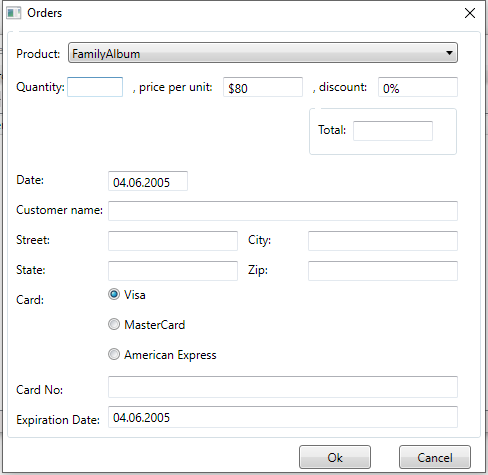 Orders
Product: FamilyAlbum
Quantity: , price per unit: $80 , discount: 0%
Total:
Date: 04.06.2005
Customer name:
Street: City:
State: Zip:
Card: Visa
MasterCard
American Express
Card No:
Expiration Date: 04.06.2005
Ok Cancel